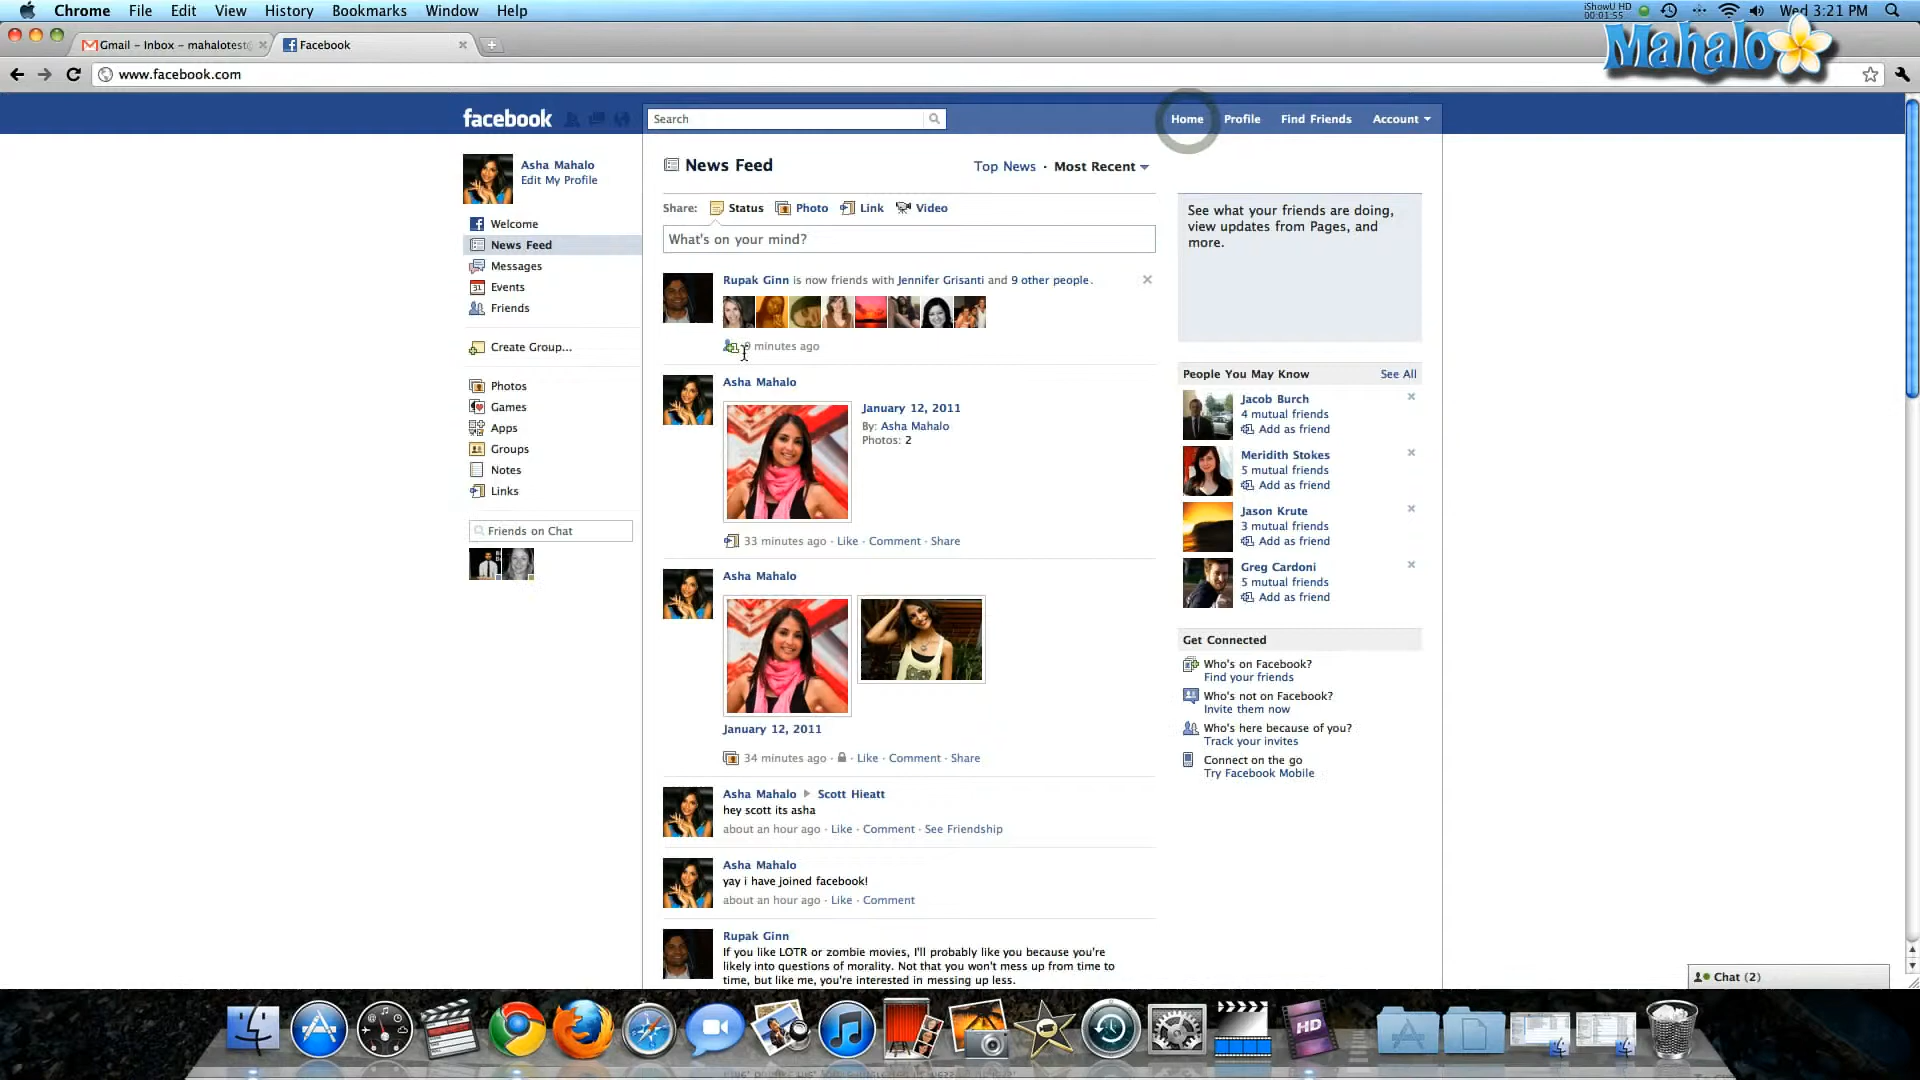 Chrome File Edit View History Bookmarks Window Help
iShowU HD
00:01:55
Wed 3:21 PM
Mahalo
Gmail – Inbox – mahalotest@
Facebook
www.facebook.com
facebook
Search
Home Profile Find Friends Account
Asha Mahalo
Edit My Profile
Welcome
News Feed
Messages
31
Events
Friends
Create Group...
Photos
Games
Apps
Groups
Notes
Links
Friends on Chat
News Feed
Top News · Most Recent
Share: Status Photo Link Video
What's on your mind?
Rupak Ginn is now friends with Jennifer Grisanti and 9 other people.
minutes ago
Asha Mahalo
January 12, 2011
By: Asha Mahalo
Photos: 2
33 minutes ago · Like · Comment · Share
Asha Mahalo
January 12, 2011
34 minutes ago · Like · Comment · Share
Asha Mahalo Scott Hieatt
hey scott its asha
about an hour ago · Like · Comment · See Friendship
Asha Mahalo
yay i have joined facebook!
about an hour ago · Like · Comment
Rupak Ginn
If you like LOTR or zombie movies, I'll probably like you because you're
likely into questions of morality. Not that you won't mess up from time to
time, but like me, you're interested in messing up less.
See what your friends are doing,
view updates from Pages, and
more.
People You May Know See All
Jacob Burch
4 mutual friends
Add as friend
Meridith Stokes
5 mutual friends
Add as friend
Jason Krute
3 mutual friends
Add as friend
Greg Cardoni
5 mutual friends
Add as friend
Get Connected
Who's on Facebook?
Find your friends
Who's not on Facebook?
Invite them now
Who's here because of you?
Track your invites
Connect on the go
Try Facebook Mobile
Chat (2)
HD